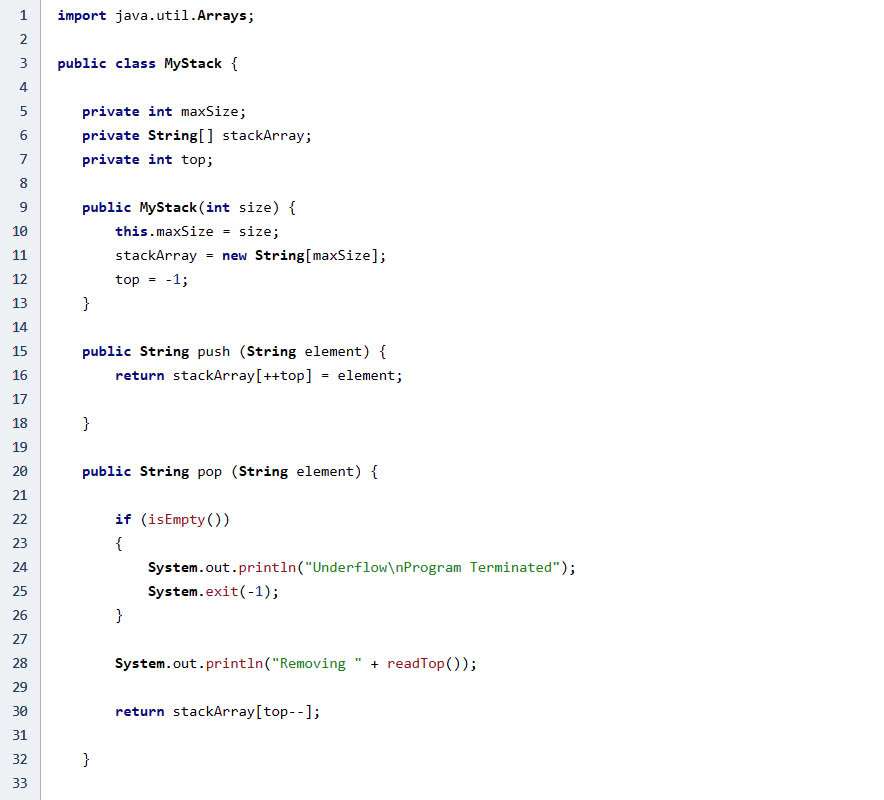 1 import java.util.Arrays;
2
3 public class MyStack {
4
5 private int maxSize;
6 private String[] stackArray;
7 private int top;
8
9 public MyStack(int size) {
10 this.maxSize = size;
11 stackArray = new String[maxSize];
12 top = -1;
13 }
14
15 public String push (String element) {
16 return stackArray[++top] = element;
17
18 }
19
20 public String pop (String element) {
21
22 if (isEmpty())
23 {
24 System.out.println("Underflow\nProgram Terminated");
25 System.exit(-1);
26 }
27
28 System.out.println("Removing " + readTop());
29
30 return stackArray[top--];
31
32 }
33